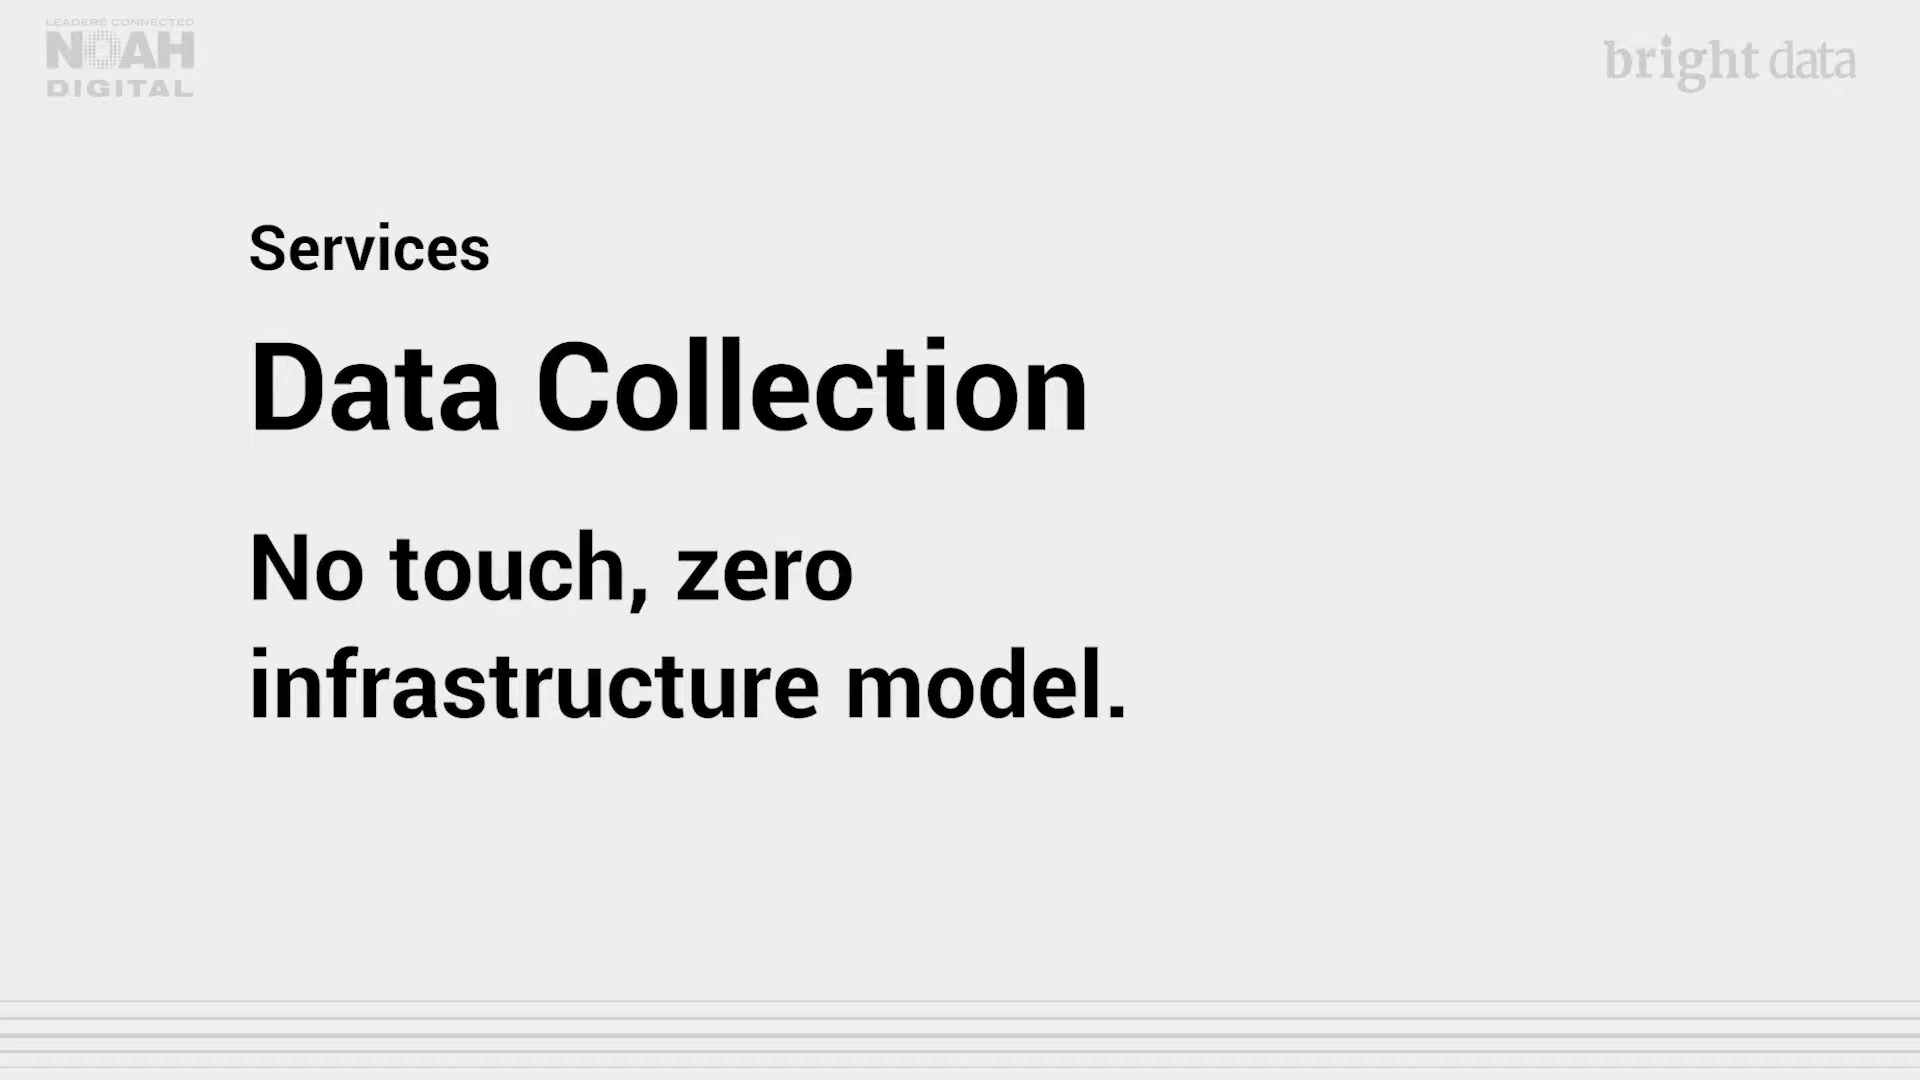 LEADERS CONNECTED
NOAH
DIGITAL
bright data
Services
Data Collection
No touch, zero
infrastructure model.